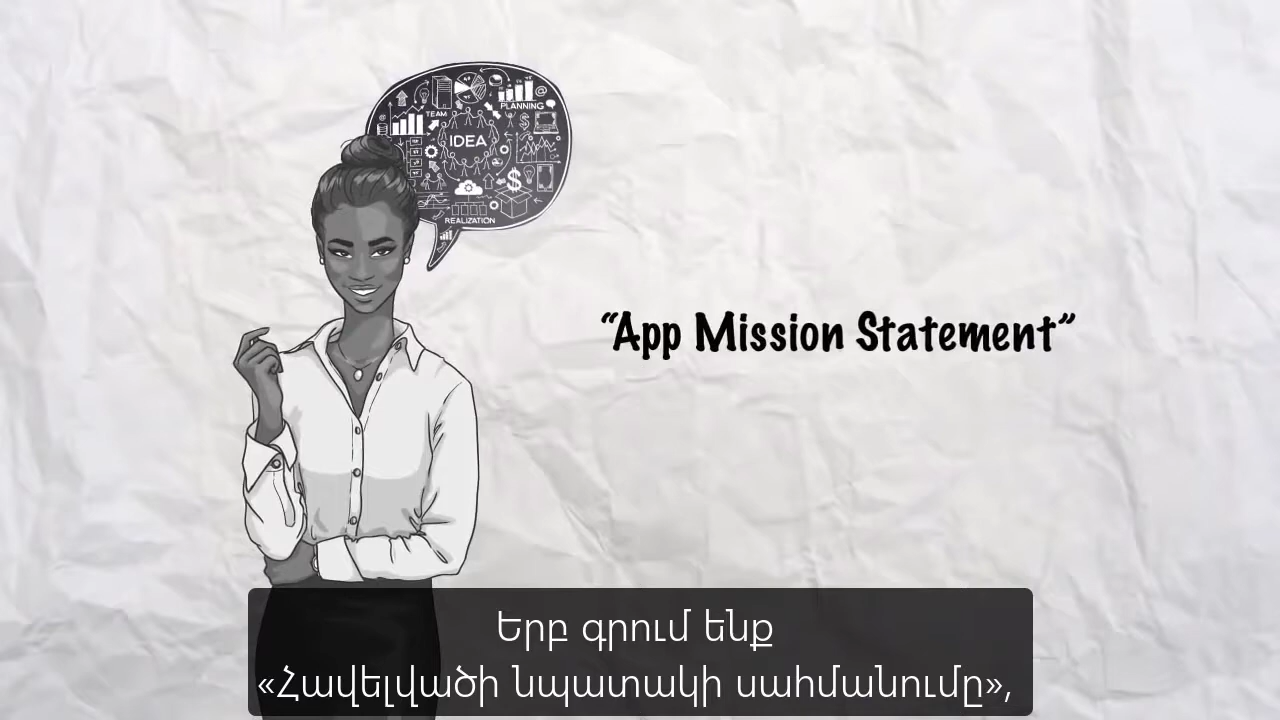 TEAM
PLANNING
IDEA
REALIZATION
“App Mission Statement”
Երբ գրում ենք
«Հավելվածի նպատակի սահմանումը»,